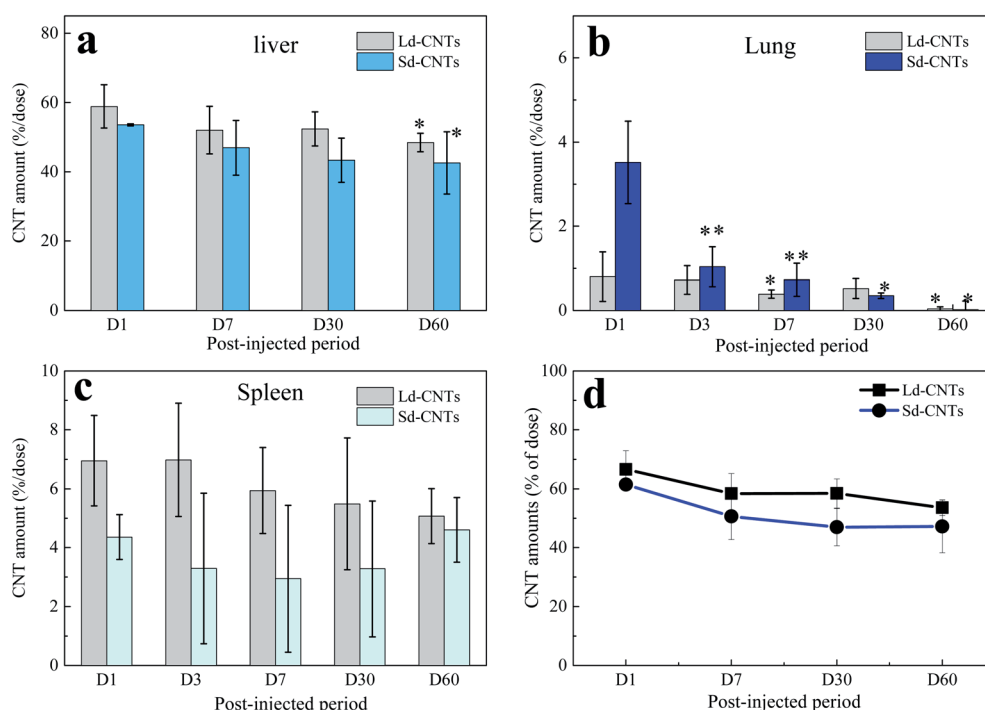 a
liver
Ld-CNTs
Sd-CNTs
CNT amount (%/dose)
80
60
40
20
0
*
*
D1
D7
D30
D60
Post-injected period
b
Lung
Ld-CNTs
Sd-CNTs
CNT amount (%/dose)
6
4
2
0
**
*
**
*
*
*
D1
D3
D7
D30
D60
Post-injected period
c
Spleen
Ld-CNTs
Sd-CNTs
CNT amount (%/dose)
10
8
6
4
2
0
D1
D3
D7
D30
D60
Post-injected period
d
Ld-CNTs
Sd-CNTs
CNT amounts (% of dose)
100
80
60
40
20
0
D1
D7
D30
D60
Post-injected period